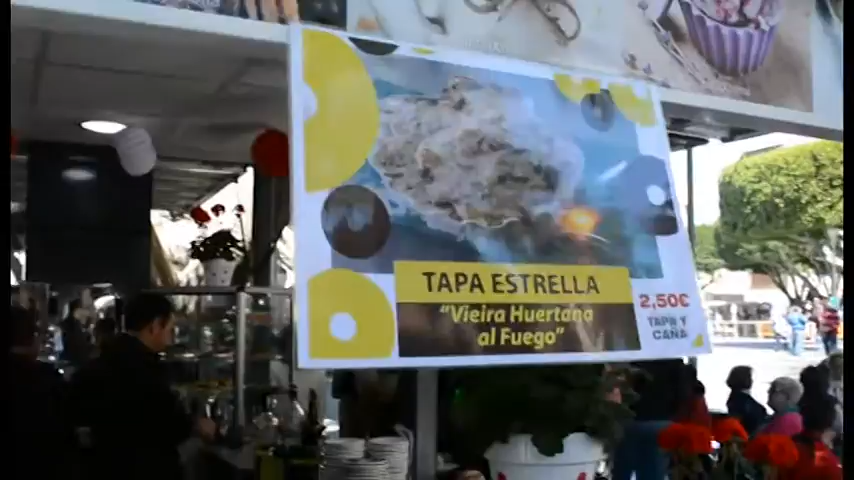 TAPA ESTRELLA
"Vieira Huertana
al Fuego"
2,50€
TAPA Y
CAÑA